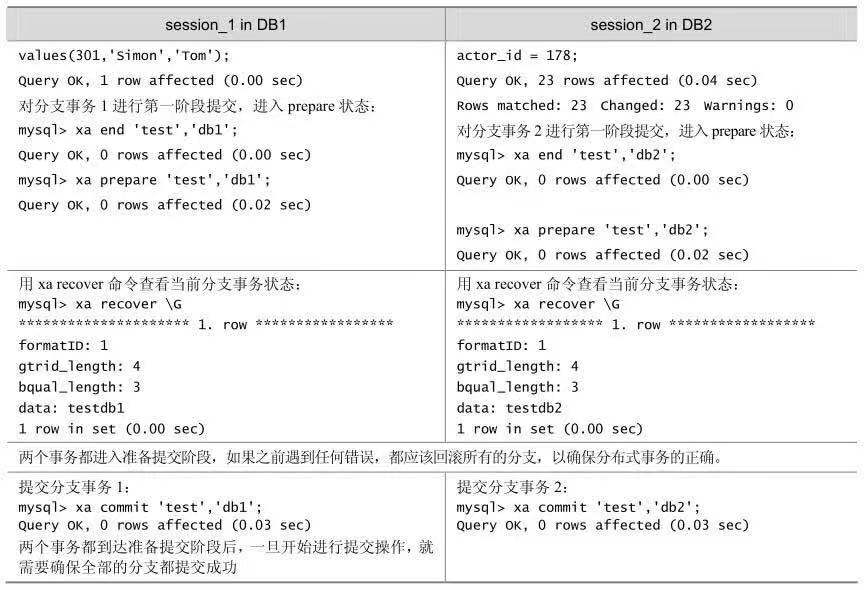 session_1 in DB1
session_2 in DB2
values(301,'Simon','Tom');
Query OK, 1 row affected (0.00 sec)
对分支事务 1 进行第一阶段提交，进入 prepare 状态：
mysql> xa end 'test','db1';
Query OK, 0 rows affected (0.00 sec)
mysql> xa prepare 'test','db1';
Query OK, 0 rows affected (0.02 sec)
actor_id = 178;
Query OK, 23 rows affected (0.04 sec)
Rows matched: 23 Changed: 23 Warnings: 0
对分支事务 2 进行第一阶段提交，进入 prepare 状态：
mysql> xa end 'test','db2';
Query OK, 0 rows affected (0.00 sec)
mysql> xa prepare 'test','db2';
Query OK, 0 rows affected (0.02 sec)
用 xa recover 命令查看当前分支事务状态：
mysql> xa recover \G
********************* 1. row *****************
formatID: 1
gtrid_length: 4
bqual_length: 3
data: testdb1
1 row in set (0.00 sec)
用 xa recover 命令查看当前分支事务状态：
mysql> xa recover \G
****************** 1. row ******************
formatID: 1
gtrid_length: 4
bqual_length: 3
data: testdb2
1 row in set (0.00 sec)
两个事务都进入准备提交阶段，如果之前遇到任何错误，都应该回滚所有的分支，以确保分布式事务的正确。
提交分支事务 1：
mysql> xa commit 'test','db1';
Query OK, 0 rows affected (0.03 sec)
两个事务都到达准备提交阶段后，一旦开始进行提交操作，就
需要确保全部的分支都提交成功
提交分支事务 2：
mysql> xa commit 'test','db2';
Query OK, 0 rows affected (0.03 sec)